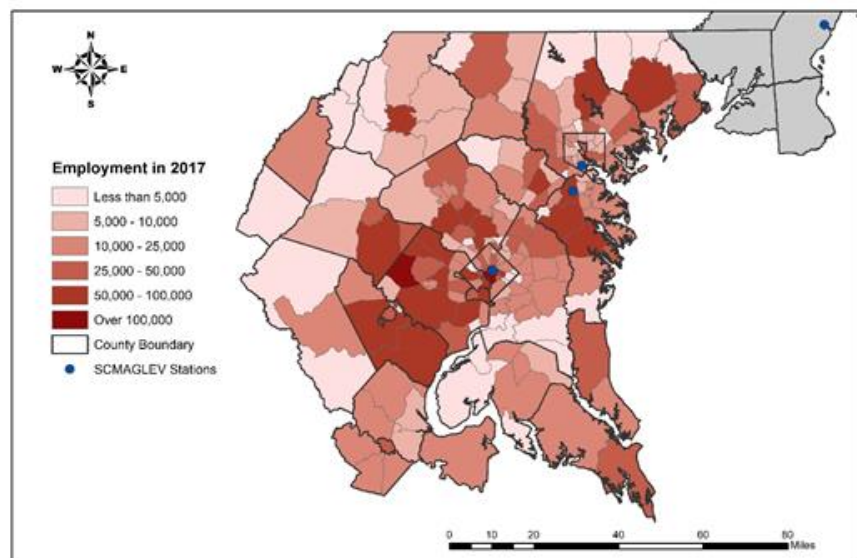 N
W E
S
Employment in 2017
Less than 5,000
5,000 - 10,000
10,000 - 25,000
25,000 - 50,000
50,000 - 100,000
Over 100,000
County Boundary
SCMAGLEV Stations
0 10 20 40 60 80
Miles